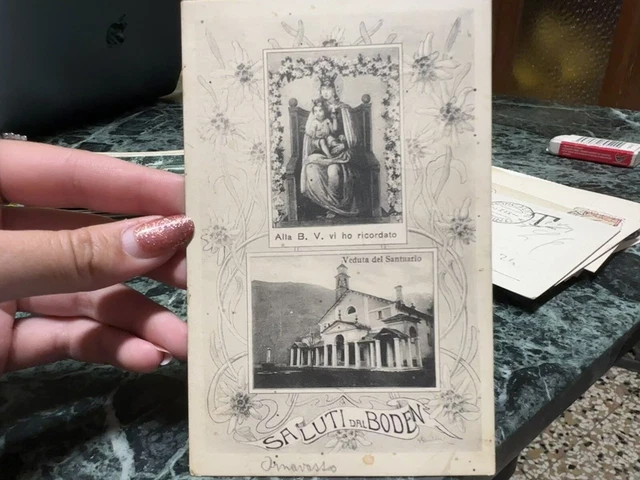 Alla B. V. vi ho ricordato
Veduta del Santuario
SALUTI DAL BODEN
Ornavasso
T